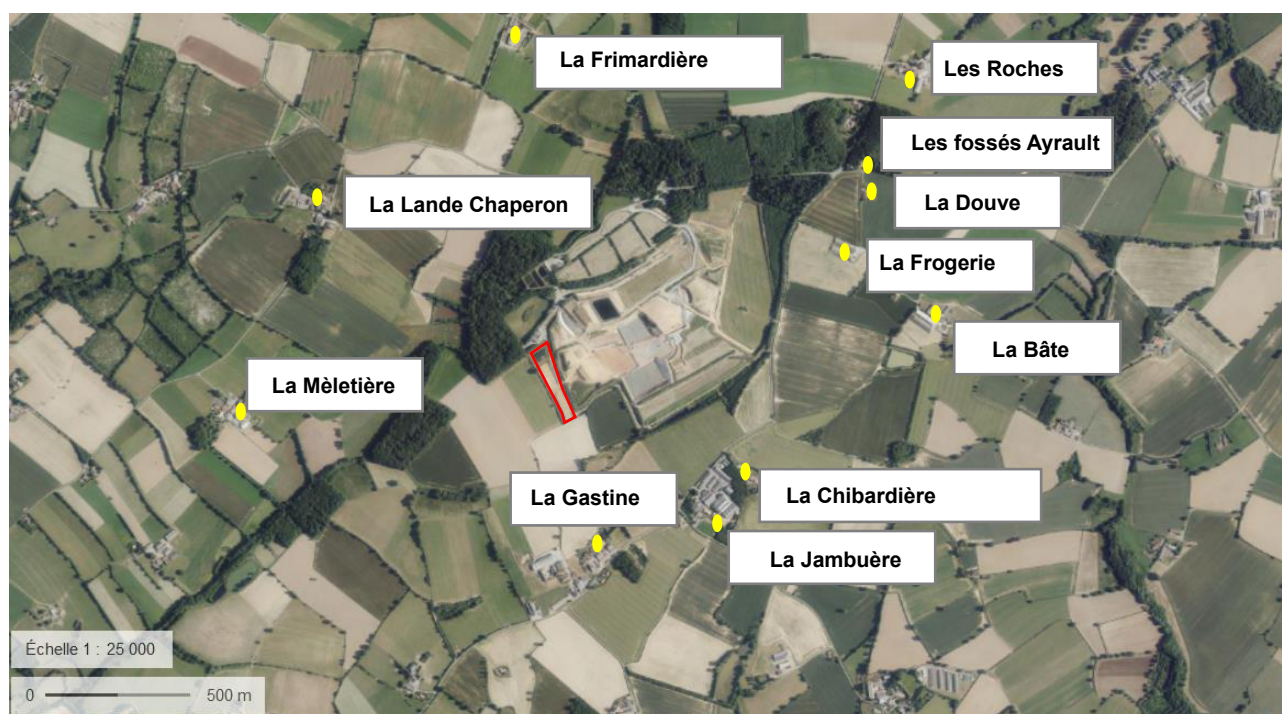 La Frimardière
Les Roches
Les fossés Ayrault
La Lande Chaperon
La Douve
La Frogerie
La Bâte
La Mèletière
La Gastine
La Chibardière
La Jambuère
Échelle 1 : 25 000
0 500 m